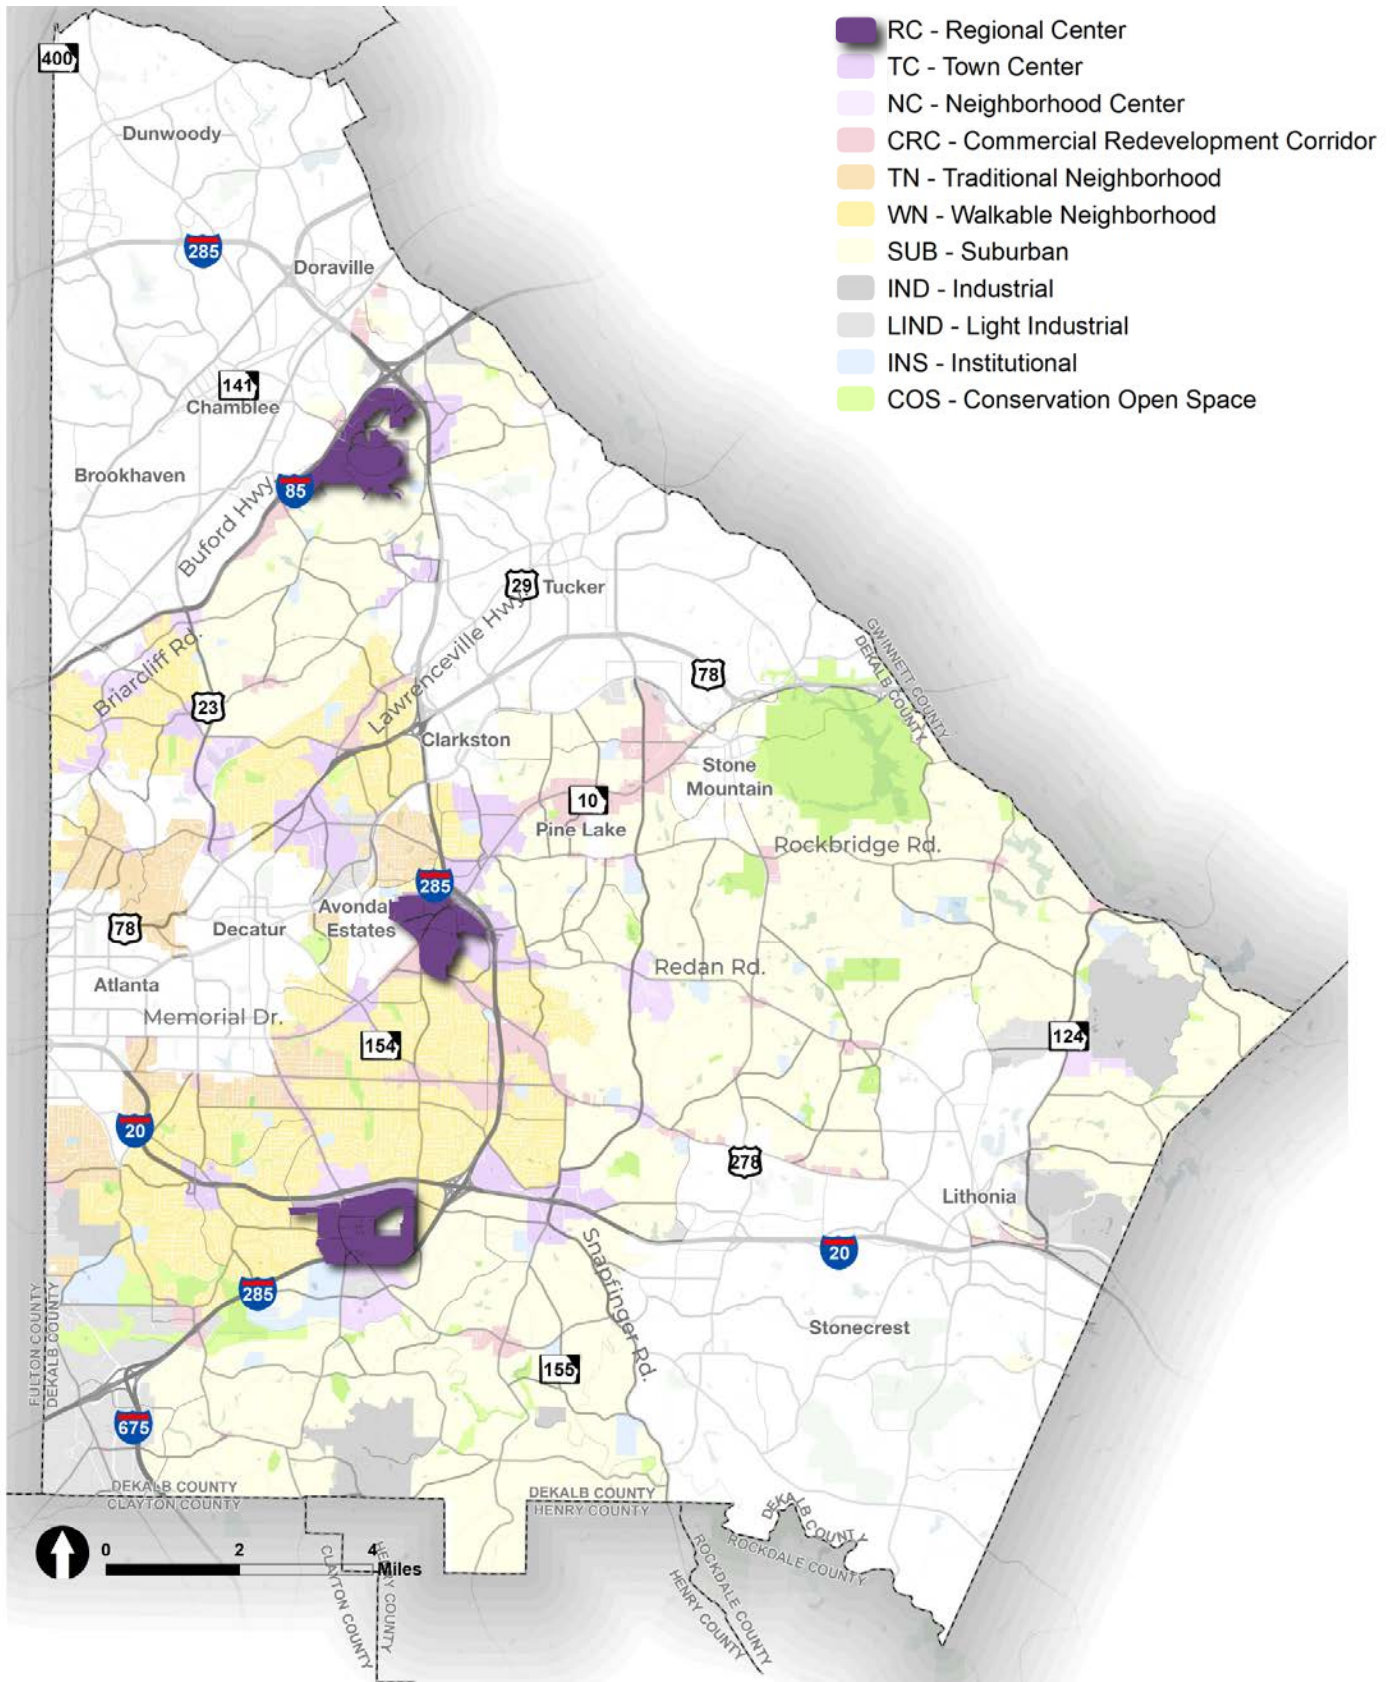 RC - Regional Center
TC - Town Center
NC - Neighborhood Center
CRC - Commercial Redevelopment Corridor
TN - Traditional Neighborhood
WN - Walkable Neighborhood
SUB - Suburban
IND - Industrial
LIND - Light Industrial
INS - Institutional
COS - Conservation Open Space
400
Dunwoody
285
Doraville
141
Chamblee
Brookhaven
85
Buford Hwy.
29
Tucker
Lawrenceville Hwy.
GWINNETT COUNTY
DEKALB COUNTY
Briarcliff Rd.
78
23
Clarkston
Stone
Mountain
10
Pine Lake
Rockbridge Rd.
285
Avondal
Estates
78
Decatur
Redan Rd.
Atlanta
Memorial Dr.
154
124
20
278
Lithonia
20
Snapfinger Rd.
285
Stonecrest
FULTON COUNTY
DEKALB COUNTY
155
675
DEKALB COUNTY
CLAYTON COUNTY
DEKALB COUNTY
HENRY COUNTY
DEKALB COUNTY
ROCKDALE COUNTY
0 2 4
Miles
CLAYTON COUNTY
HENRY COUNTY
ROCKDALE COUNTY
HENRY COUNTY